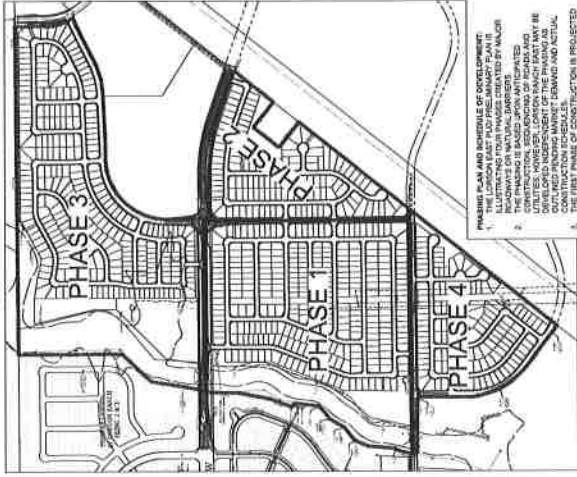 PHASE 3
PHASE 2
PHASE 1
PHASE 4
PHASING PLAN AND SCHEDULE OF DEVELOPMENT:
1. THE LORSON EAST PUD/ PRELIMINARY PLAN IS
ILLUSTRATING FOUR PHASES CREATED BY MAJOR
ROADWAYS OR NATURAL BARRIERS.
2. THE PHASING IS BASED UPON ANTICIPATED
CONSTRUCTION, SEQUENCING OF ROADS AND
UTILITIES; HOWEVER, LORSON RANCH EAST MAY BE
DEVELOPED INDEPENDENT OF THE PHASING AS
OUTLINED PENDING MARKET DEMAND AND ACTUAL
CONSTRUCTION SCHEDULES.
3. THE FIRST PHASE OF CONSTRUCTION IS PROJECTED